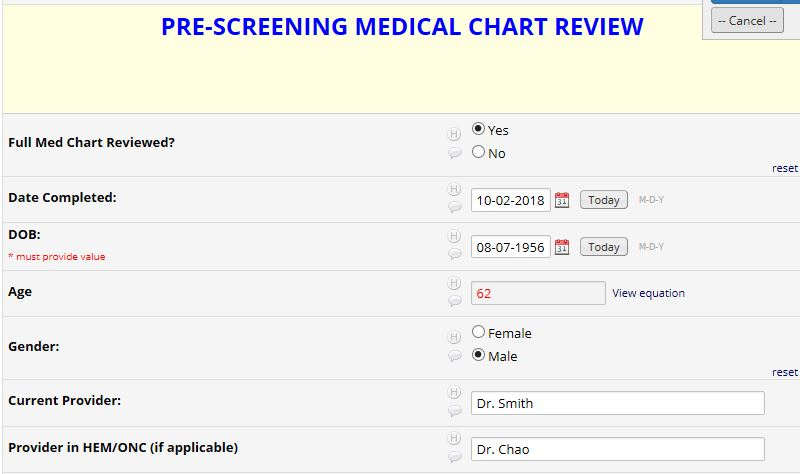 PRE-SCREENING MEDICAL CHART REVIEW
-- Cancel --
Full Med Chart Reviewed?
H
Yes
No
reset
Date Completed:
H
10-02-2018
31
Today
M-D-Y
DOB:
* must provide value
H
08-07-1956
31
Today
M-D-Y
Age
H
62
View equation
Gender:
H
Female
Male
reset
Current Provider:
H
Dr. Smith
Provider in HEM/ONC (if applicable)
H
Dr. Chao